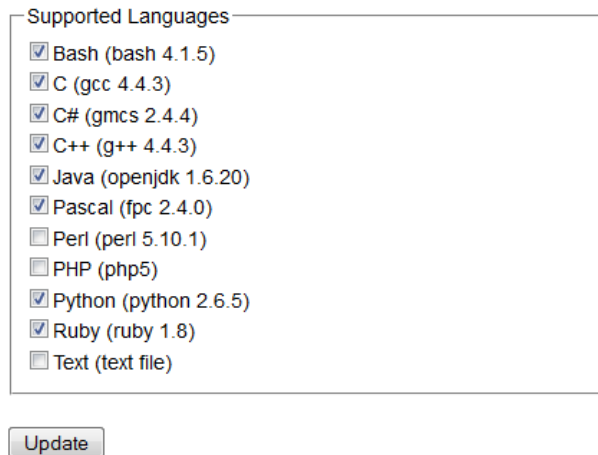 Supported Languages
Bash (bash 4.1.5)
C (gcc 4.4.3)
C# (gmcs 2.4.4)
C++ (g++ 4.4.3)
Java (openjdk 1.6.20)
Pascal (fpc 2.4.0)
Perl (perl 5.10.1)
PHP (php5)
Python (python 2.6.5)
Ruby (ruby 1.8)
Text (text file)
Update